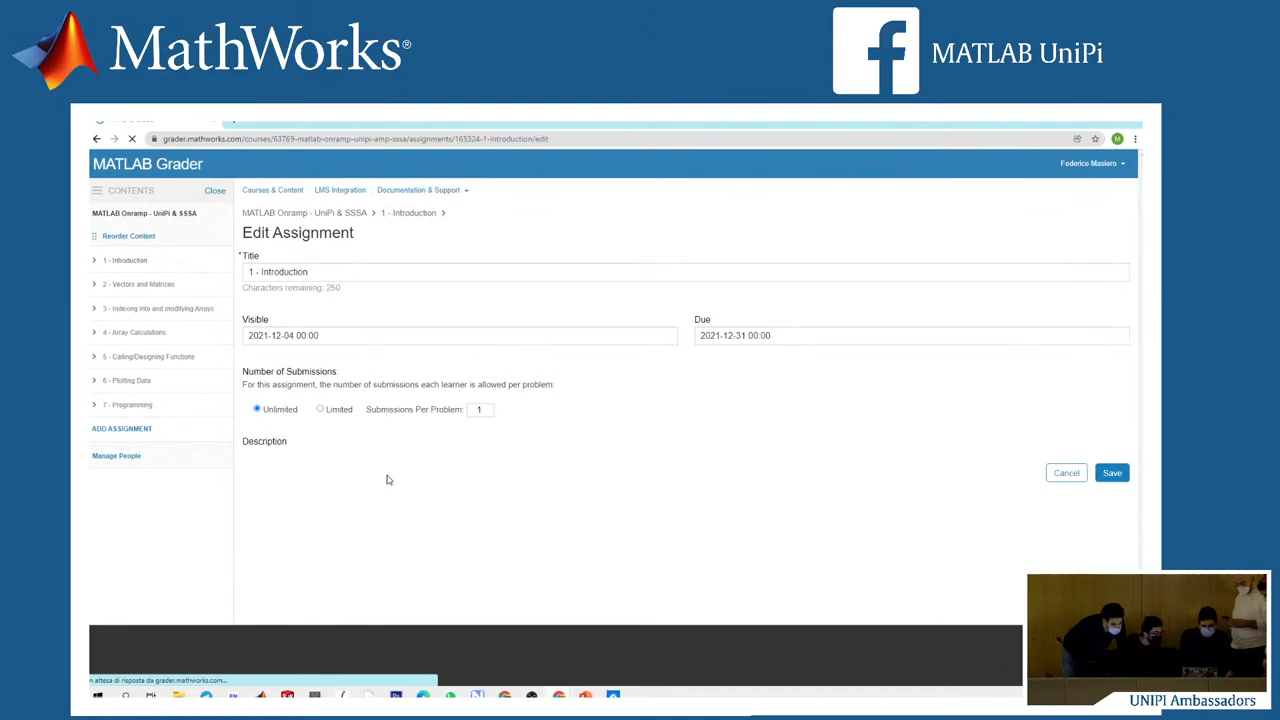 MathWorks®
MATLAB UniPi
grader.mathworks.com/courses/63769-matlab-onramp-unipi-amp-sssa/assignments/165324-1-introduction/edit
M
MATLAB Grader
Federico Masiero
CONTENTS
Close
Courses & Content
LMS Integration
Documentation & Support
MATLAB Onramp - UniPi & SSSA
Reorder Content
1 - Introduction
2 - Vectors and Matrices
3 - Indexing into and modifying Arrays
4 - Array Calculations
5 - Calling/Designing Functions
6 - Plotting Data
7 - Programming
ADD ASSIGNMENT
Manage People
MATLAB Onramp - UniPi & SSSA > 1 - Introduction >
Edit Assignment
* Title
1 - Introduction
Characters remaining: 250
Visible
2021-12-04 00:00
Due
2021-12-31 00:00
Number of Submissions:
For this assignment, the number of submissions each learner is allowed per problem:
Unlimited
Limited
Submissions Per Problem: 1
Description
Cancel
Save
n attesa di risposta da grader.mathworks.com...
EN
UNIPI Ambassadors